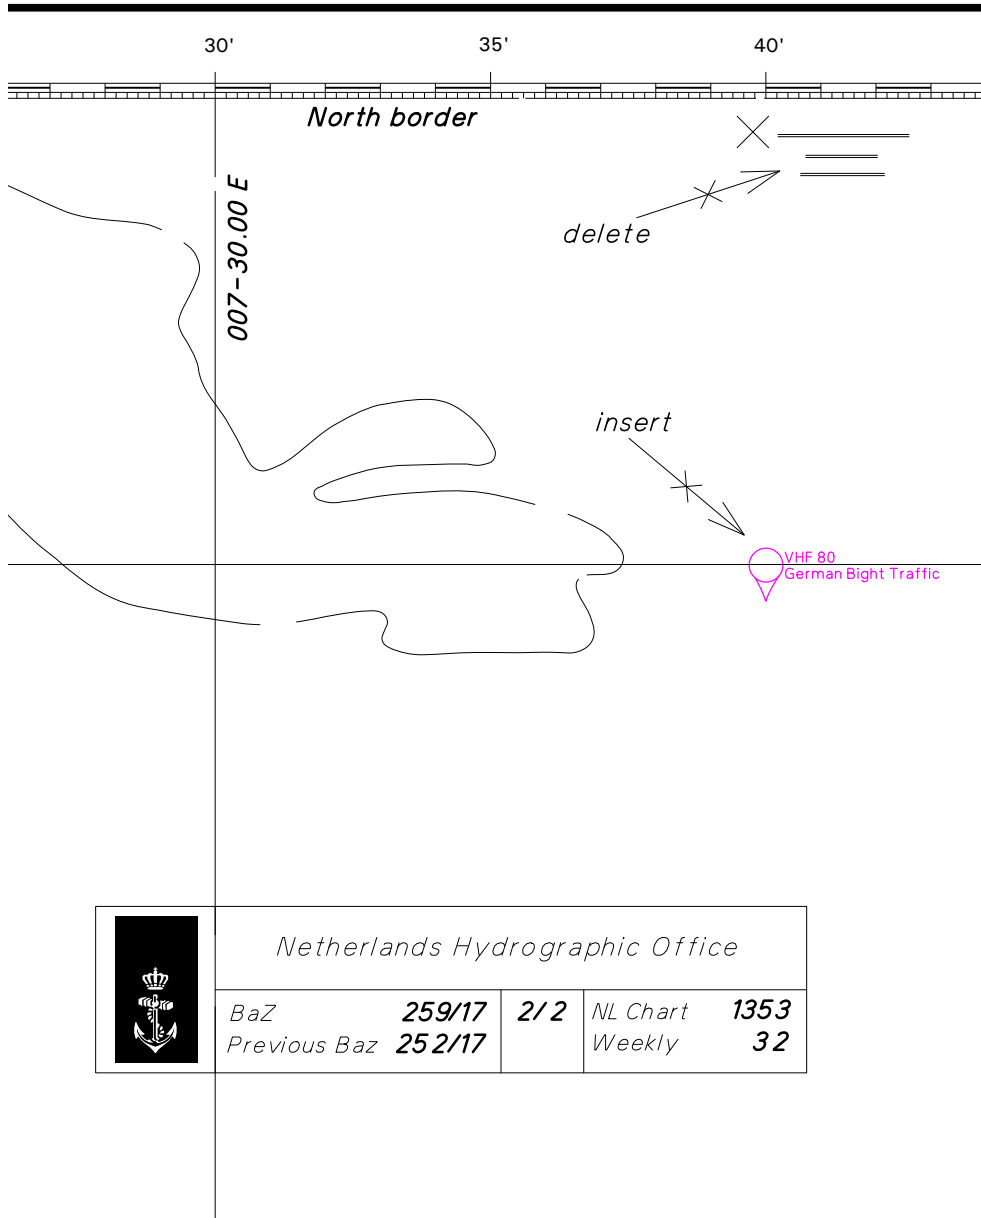 30' 35' 40'
North border
007-30.00 E
delete
insert
VHF 80
German Bight Traffic
Netherlands Hydrographic Office
BaZ 259/17 2/2 NL Chart 1353
Previous Baz 252/17 Weekly 32